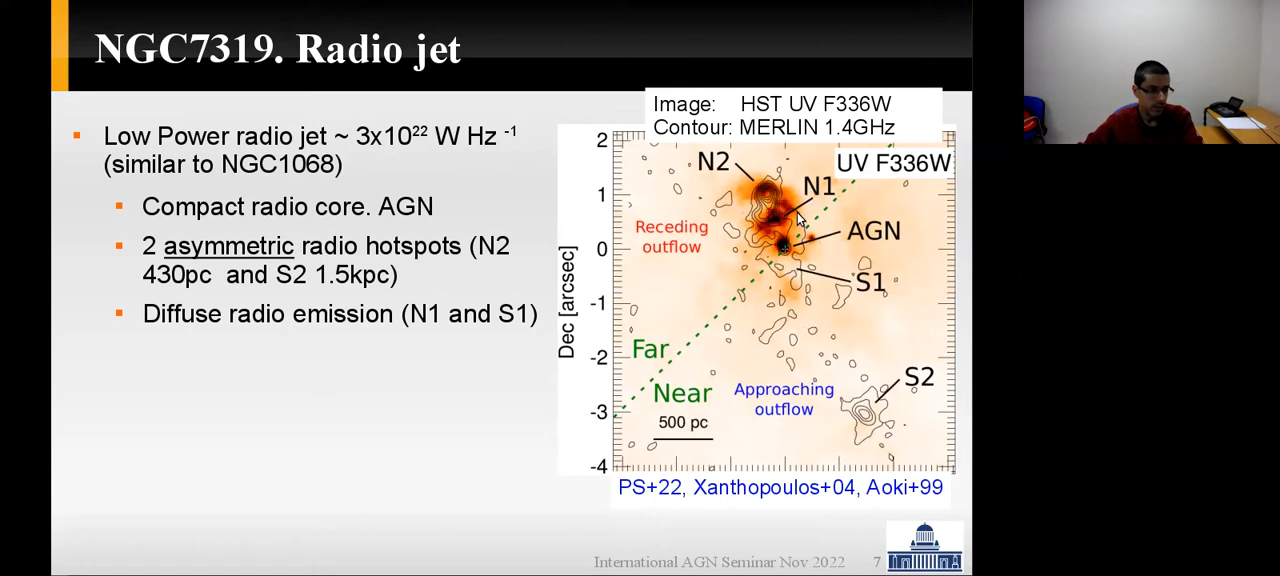 NGC7319. Radio jet
▪ Low Power radio jet ~ 3x10²² W Hz ⁻¹
(similar to NGC1068)
▪ Compact radio core. AGN
▪ 2 asymmetric radio hotspots (N2
430pc and S2 1.5kpc)
▪ Diffuse radio emission (N1 and S1)
Image: HST UV F336W
Contour: MERLIN 1.4GHz
UV F336W
N2
N1
Receding
outflow
AGN
S1
Far
Near
Approaching
outflow
S2
500 pc
Dec [arcsec]
2
1
0
-1
-2
-3
-4
PS+22, Xanthopoulos+04, Aoki+99
International AGN Seminar Nov 2022 7